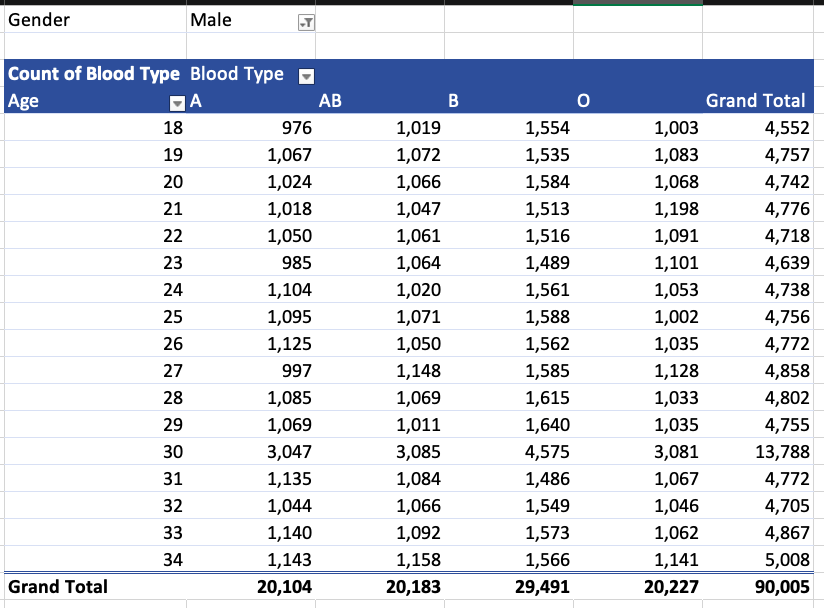 Gender Male
Count of Blood Type Blood Type
Age A AB B O Grand Total
18 976 1,019 1,554 1,003 4,552
19 1,067 1,072 1,535 1,083 4,757
20 1,024 1,066 1,584 1,068 4,742
21 1,018 1,047 1,513 1,198 4,776
22 1,050 1,061 1,516 1,091 4,718
23 985 1,064 1,489 1,101 4,639
24 1,104 1,020 1,561 1,053 4,738
25 1,095 1,071 1,588 1,002 4,756
26 1,125 1,050 1,562 1,035 4,772
27 997 1,148 1,585 1,128 4,858
28 1,085 1,069 1,615 1,033 4,802
29 1,069 1,011 1,640 1,035 4,755
30 3,047 3,085 4,575 3,081 13,788
31 1,135 1,084 1,486 1,067 4,772
32 1,044 1,066 1,549 1,046 4,705
33 1,140 1,092 1,573 1,062 4,867
34 1,143 1,158 1,566 1,141 5,008
Grand Total 20,104 20,183 29,491 20,227 90,005